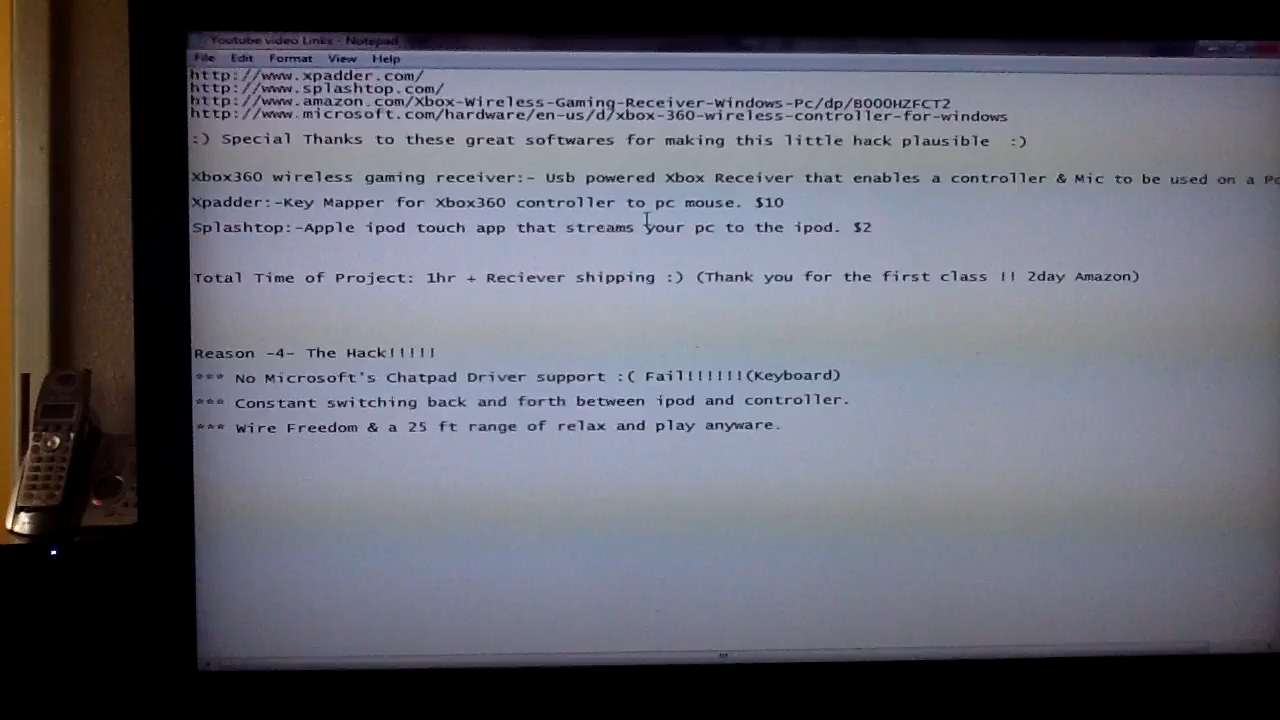 Youtube video Links - Notepad
File Edit Format View Help
http://www.xpadder.com/
http://www.splashtop.com/
http://www.amazon.com/Xbox-Wireless-Gaming-Receiver-Windows-Pc/dp/B000HZFCT2
http://www.microsoft.com/hardware/en-us/d/xbox-360-wireless-controller-for-windows
:) Special Thanks to these great softwares for making this little hack plausible :)
Xbox360 wireless gaming receiver:- Usb powered Xbox Receiver that enables a controller & Mic to be used on a Pc
Xpadder:-Key Mapper for Xbox360 controller to pc mouse. $10
Splashtop:-Apple ipod touch app that streams your pc to the ipod. $2
Total Time of Project: 1hr + Reciever shipping :) (Thank you for the first class !! 2day Amazon)
Reason -4- The Hack!!!!!
*** No Microsoft's Chatpad Driver support :( Fail!!!!!!(Keyboard)
*** Constant switching back and forth between ipod and controller.
*** Wire Freedom & a 25 ft range of relax and play anyware.